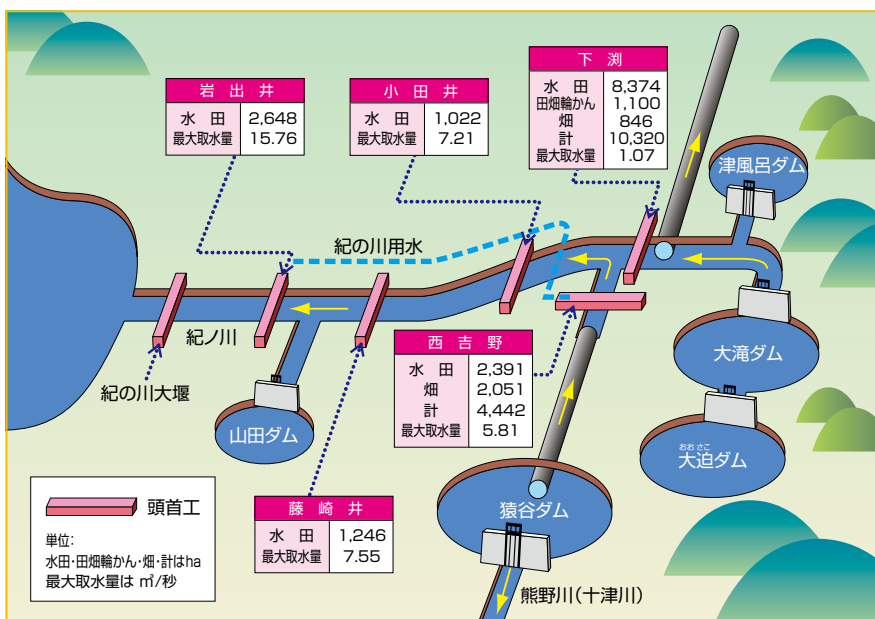 下渕
水田 8,374
田畑輪かん 1,100
畑 846
計 10,320
最大取水量 1.07
岩出井
水田 2,648
最大取水量 15.76
小田井
水田 1,022
最大取水量 7.21
津風呂ダム
紀の川用水
紀ノ川
西吉野
水田 2,391
畑 2,051
計 4,442
最大取水量 5.81
大滝ダム
紀の川大堰
山田ダム
おおさこ
大迫ダム
藤崎井
水田 1,246
最大取水量 7.55
猿谷ダム
頭首工
単位:
水田・田畑輪かん・畑・計はha
最大取水量は ㎥/秒
熊野川(十津川)